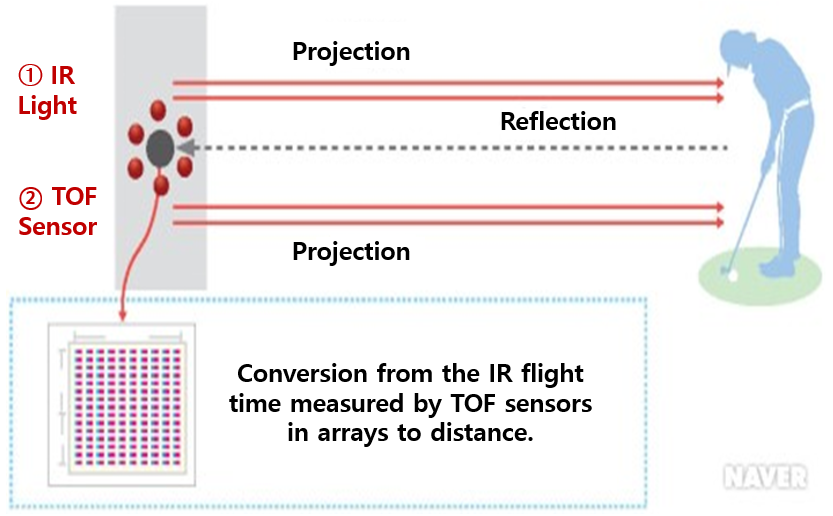 Projection
① IR
Light
Reflection
② TOF
Sensor
Projection
Conversion from the IR flight
time measured by TOF sensors
in arrays to distance.
NAVER